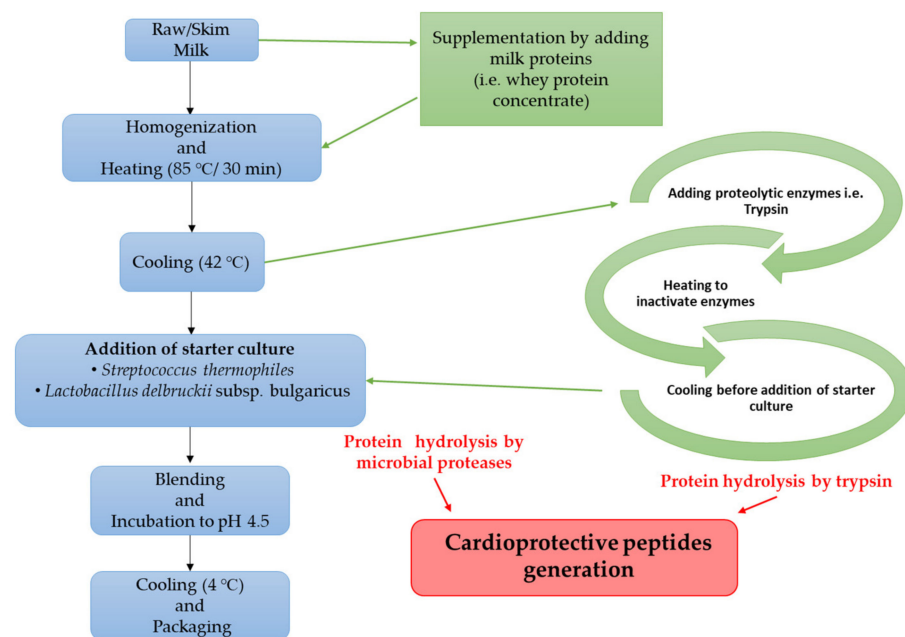 Raw/Skim
Milk
Supplementation by adding
milk proteins
(i.e. whey protein
concentrate)
Homogenization
and
Heating (85 °C/ 30 min)
Adding proteolytic enzymes i.e.
Trypsin
Cooling (42 °C)
Heating to
inactivate enzymes
Addition of starter culture
• Streptococcus thermophiles
• Lactobacillus delbruckii subsp. bulgaricus
Cooling before addition of starter
culture
Protein hydrolysis by
microbial proteases
Protein hydrolysis by trypsin
Blending
and
Incubation to pH 4.5
Cardioprotective peptides
generation
Cooling (4 °C)
and
Packaging